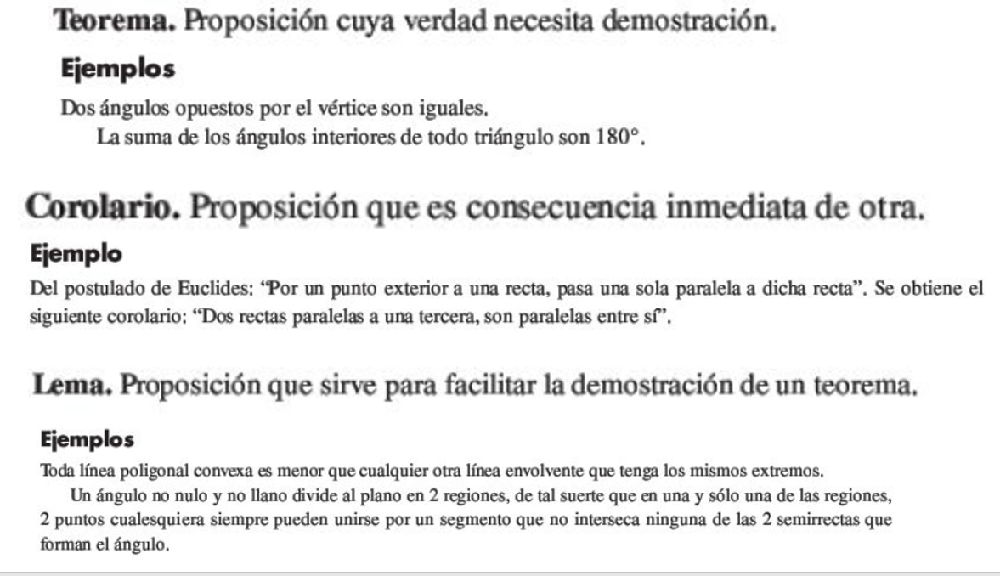 Teorema. Proposición cuya verdad necesita demostración.
Ejemplos
Dos ángulos opuestos por el vértice son iguales.
La suma de los ángulos interiores de todo triángulo son 180°.
Corolario. Proposición que es consecuencia inmediata de otra.
Ejemplo
Del postulado de Euclides: “Por un punto exterior a una recta, pasa una sola paralela a dicha recta”. Se obtiene el
siguiente corolario: “Dos rectas paralelas a una tercera, son paralelas entre sí”.
Lema. Proposición que sirve para facilitar la demostración de un teorema.
Ejemplos
Toda línea poligonal convexa es menor que cualquier otra línea envolvente que tenga los mismos extremos.
Un ángulo no nulo y no llano divide al plano en 2 regiones, de tal suerte que en una y sólo una de las regiones,
2 puntos cualesquiera siempre pueden unirse por un segmento que no interseca ninguna de las 2 semirrectas que
forman el ángulo.